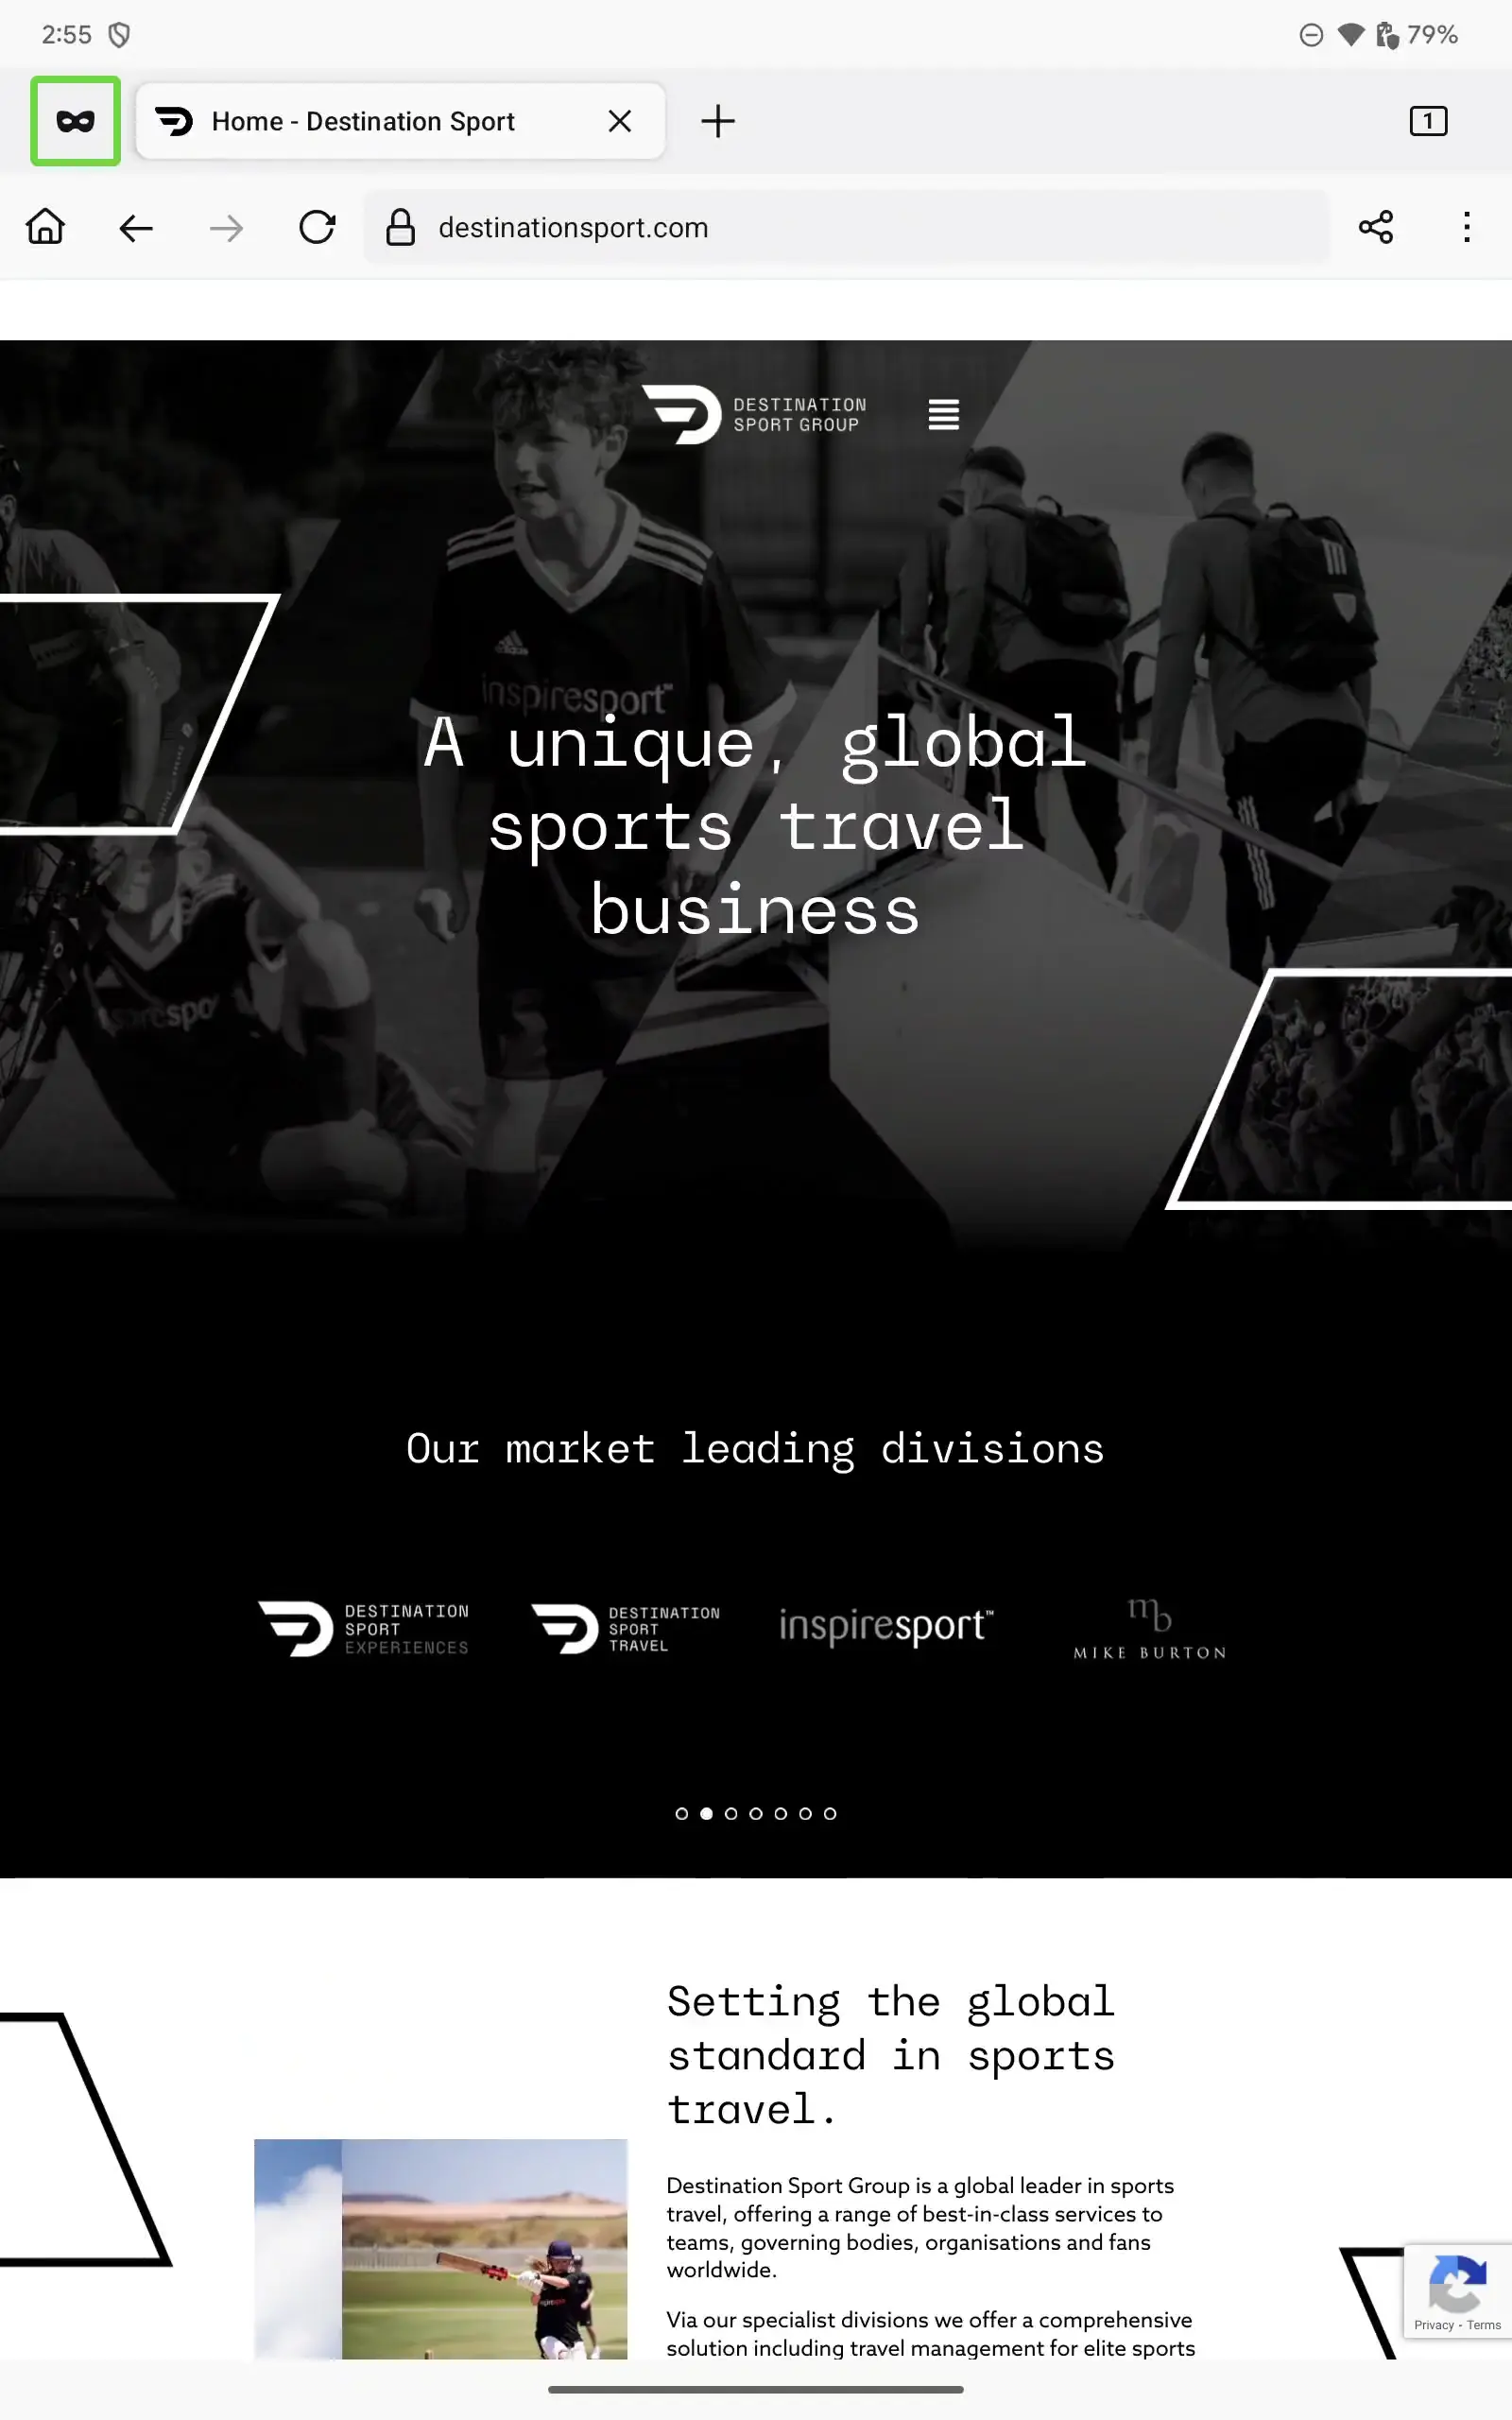 2:55
79%
Home - Destination Sport
1
destinationsport.com
DESTINATION
SPORT GROUP
adidas
inspiresport™
A unique, global
sports travel
business
Our market leading divisions
DESTINATION
SPORT
EXPERIENCES
DESTINATION
SPORT
TRAVEL
inspiresport™
mb
MIKE BURTON
Setting the global
standard in sports
travel.
Destination Sport Group is a global leader in sports
travel, offering a range of best-in-class services to
teams, governing bodies, organisations and fans
worldwide.
Via our specialist divisions we offer a comprehensive
solution including travel management for elite sports
Privacy - Terms